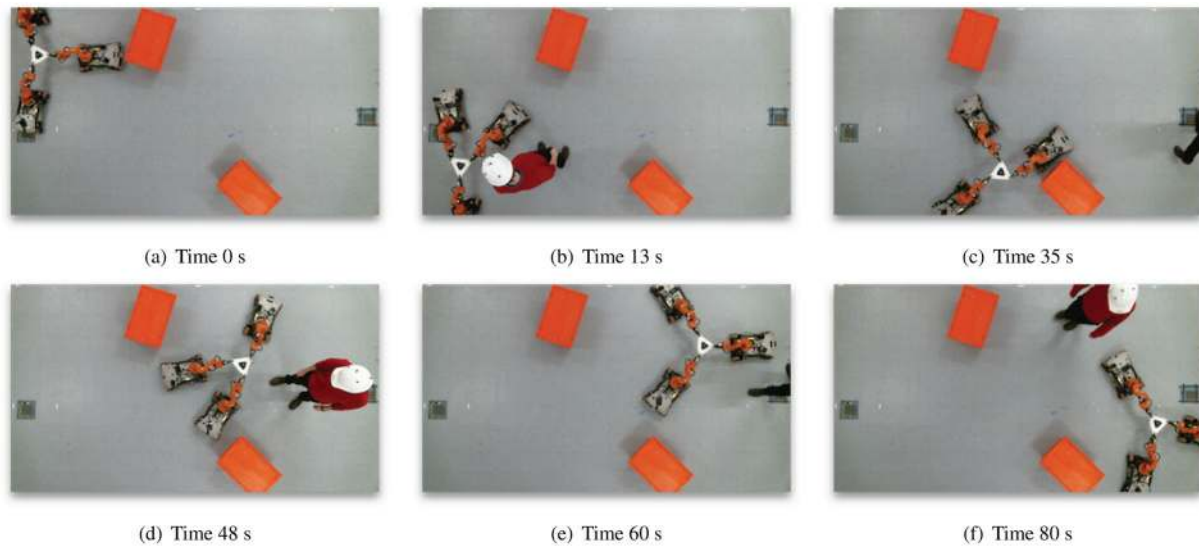 (a) Time 0 s
(b) Time 13 s
(c) Time 35 s
(d) Time 48 s
(e) Time 60 s
(f) Time 80 s